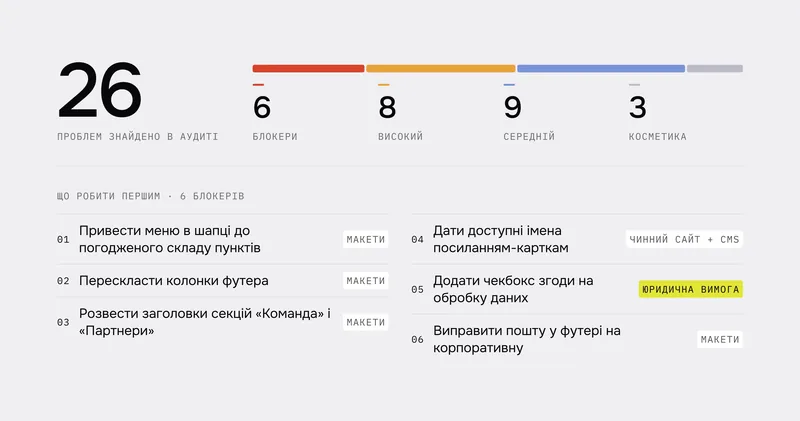 26
ПРОБЛЕМ ЗНАЙДЕНО В АУДИТІ
6
БЛОКЕРИ
8
ВИСОКИЙ
9
СЕРЕДНІЙ
3
КОСМЕТИКА
ЩО РОБИТИ ПЕРШИМ · 6 БЛОКЕРІВ
01 Привести меню в шапці до
погодженого складу пунктів
МАКЕТИ
02 Перескласти колонки футера
МАКЕТИ
03 Розвести заголовки секцій «Команда» і
«Партнери»
МАКЕТИ
04 Дати доступні імена
посиланням-карткам
ЧИННИЙ САЙТ + CMS
05 Додати чекбокс згоди на
обробку даних
ЮРИДИЧНА ВИМОГА
06 Виправити пошту у футері на
корпоративну
МАКЕТИ